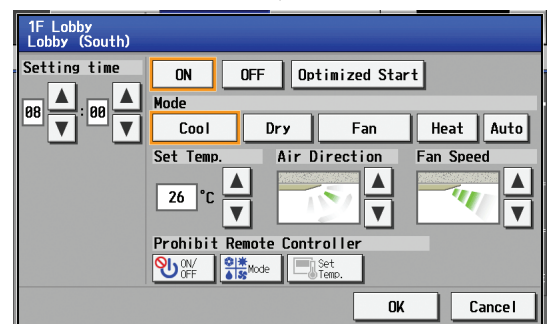 1F Lobby
Lobby (South)
Setting time
ON OFF Optimized Start
08 : 00
Mode
Cool Dry Fan Heat Auto
Set Temp. Air Direction Fan Speed
26 °C
Prohibit Remote Controller
ON/OFF Mode Set Temp.
OK Cancel